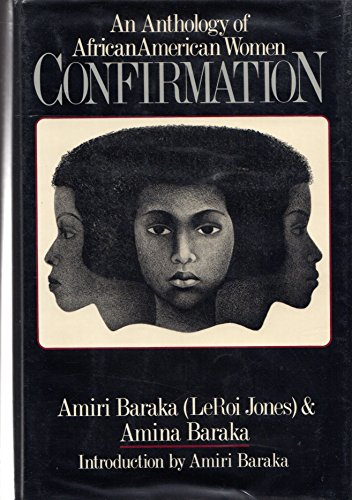 An Anthology of
African American Women
CONFIRMATION
Amiri Baraka (LeRoi Jones) &
Amina Baraka
Introduction by Amiri Baraka